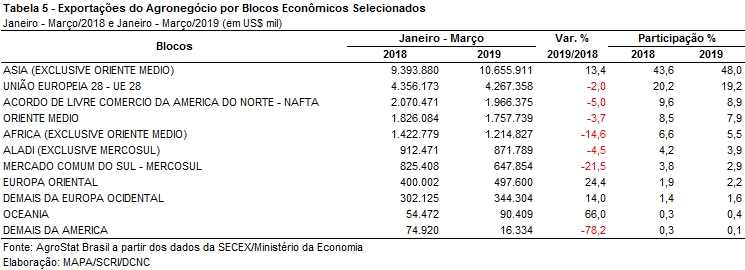 Tabela 5 - Exportações do Agronegócio por Blocos Econômicos Selecionados
Janeiro - Março/2018 e Janeiro - Março/2019 (em US$ mil)
Blocos Janeiro - Março Var. % Participação %
2018 2019 2019/2018 2018 2019
ASIA (EXCLUSIVE ORIENTE MEDIO) 9.393.880 10.655.911 13,4 43,6 48,0
UNIÃO EUROPEIA 28 - UE 28 4.356.173 4.267.358 -2,0 20,2 19,2
ACORDO DE LIVRE COMERCIO DA AMERICA DO NORTE - NAFTA 2.070.471 1.966.375 -5,0 9,6 8,9
ORIENTE MEDIO 1.826.084 1.757.739 -3,7 8,5 7,9
AFRICA (EXCLUSIVE ORIENTE MEDIO) 1.422.779 1.214.827 -14,6 6,6 5,5
ALADI (EXCLUSIVE MERCOSUL) 912.471 871.789 -4,5 4,2 3,9
MERCADO COMUM DO SUL - MERCOSUL 825.408 647.854 -21,5 3,8 2,9
EUROPA ORIENTAL 400.002 497.600 24,4 1,9 2,2
DEMAIS DA EUROPA OCIDENTAL 302.125 344.304 14,0 1,4 1,6
OCEANIA 54.472 90.409 66,0 0,3 0,4
DEMAIS DA AMERICA 74.920 16.334 -78,2 0,3 0,1
Fonte: AgroStat Brasil a partir dos dados da SECEX/Ministério da Economia
Elaboração: MAPA/SCRI/DCNC